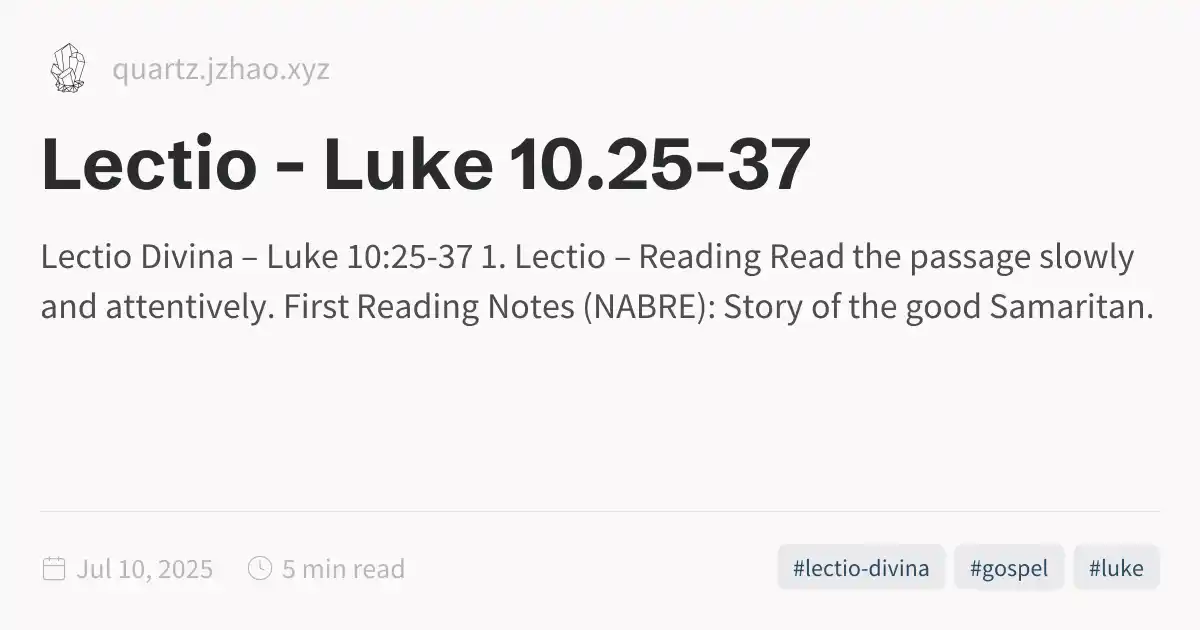 quartz.jzhao.xyz
Lectio - Luke 10.25-37
Lectio Divina – Luke 10:25-37 1. Lectio – Reading Read the passage slowly
and attentively. First Reading Notes (NABRE): Story of the good Samaritan.
Jul 10, 2025 5 min read #lectio-divina #gospel #luke